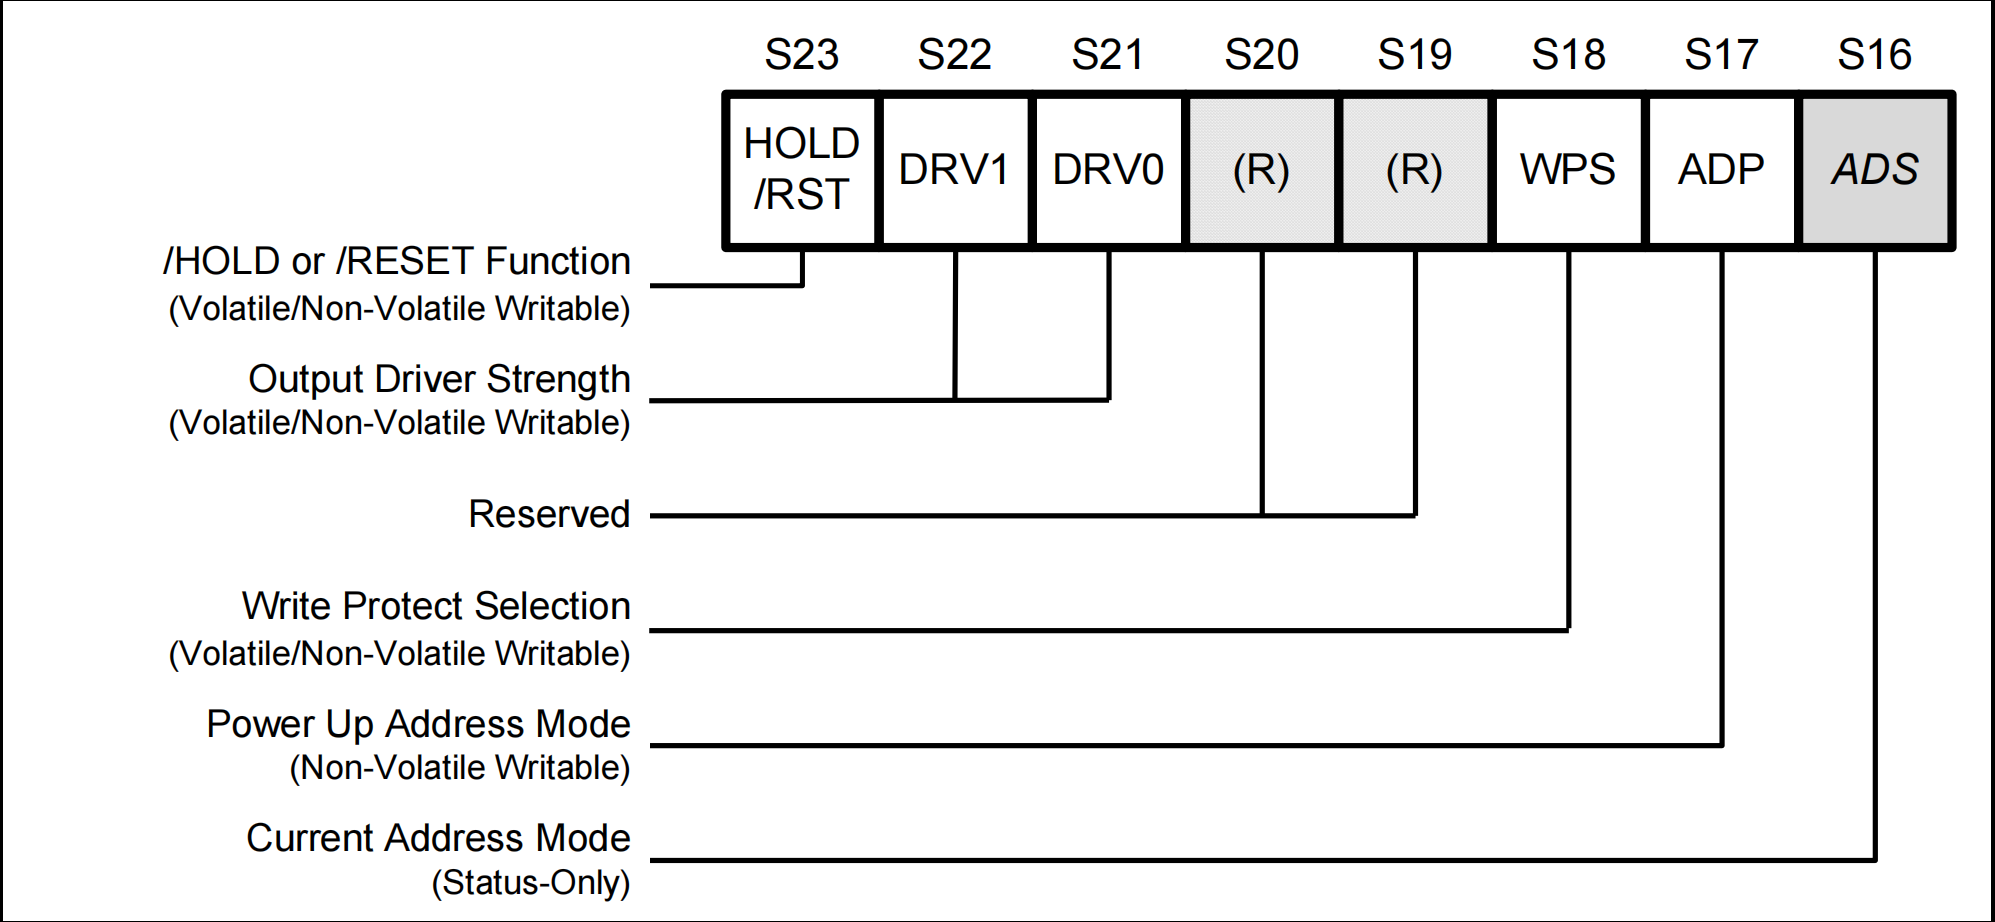 S23 S22 S21 S20 S19 S18 S17 S16
HOLD
/RST
DRV1 DRV0 (R) (R) WPS ADP ADS
/HOLD or /RESET Function
(Volatile/Non-Volatile Writable)
Output Driver Strength
(Volatile/Non-Volatile Writable)
Reserved
Write Protect Selection
(Volatile/Non-Volatile Writable)
Power Up Address Mode
(Non-Volatile Writable)
Current Address Mode
(Status-Only)